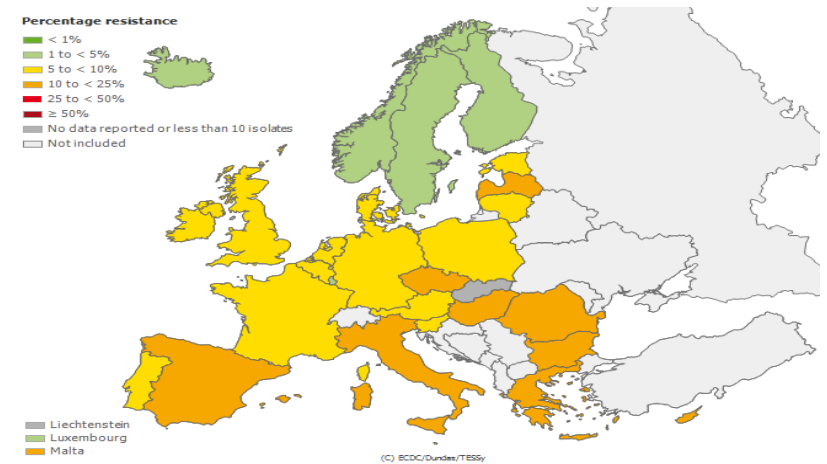 Percentage resistance
< 1%
1 to < 5%
5 to < 10%
10 to < 25%
25 to < 50%
≥ 50%
No data reported or less than 10 isolates
Not included
Liechtenstein
Luxembourg
Malta
(C) ECDC/Dundas/TESSy